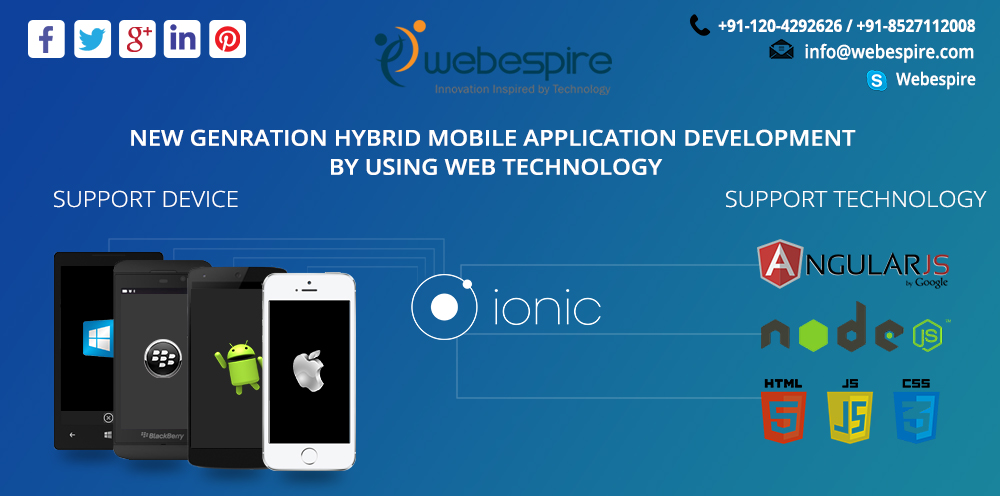 f
g+
in
webespire
Innovation Inspired by Technology
+91-120-4292626 / +91-8527112008
info@webespire.com
S Webespire
NEW GENRATION HYBRID MOBILE APPLICATION DEVELOPMENT
BY USING WEB TECHNOLOGY
SUPPORT DEVICE
SUPPORT TECHNOLOGY
ionic
ANGULARJS
by Google
node JS ™
HTML JS CSS
5 JS 3
BlackBerry